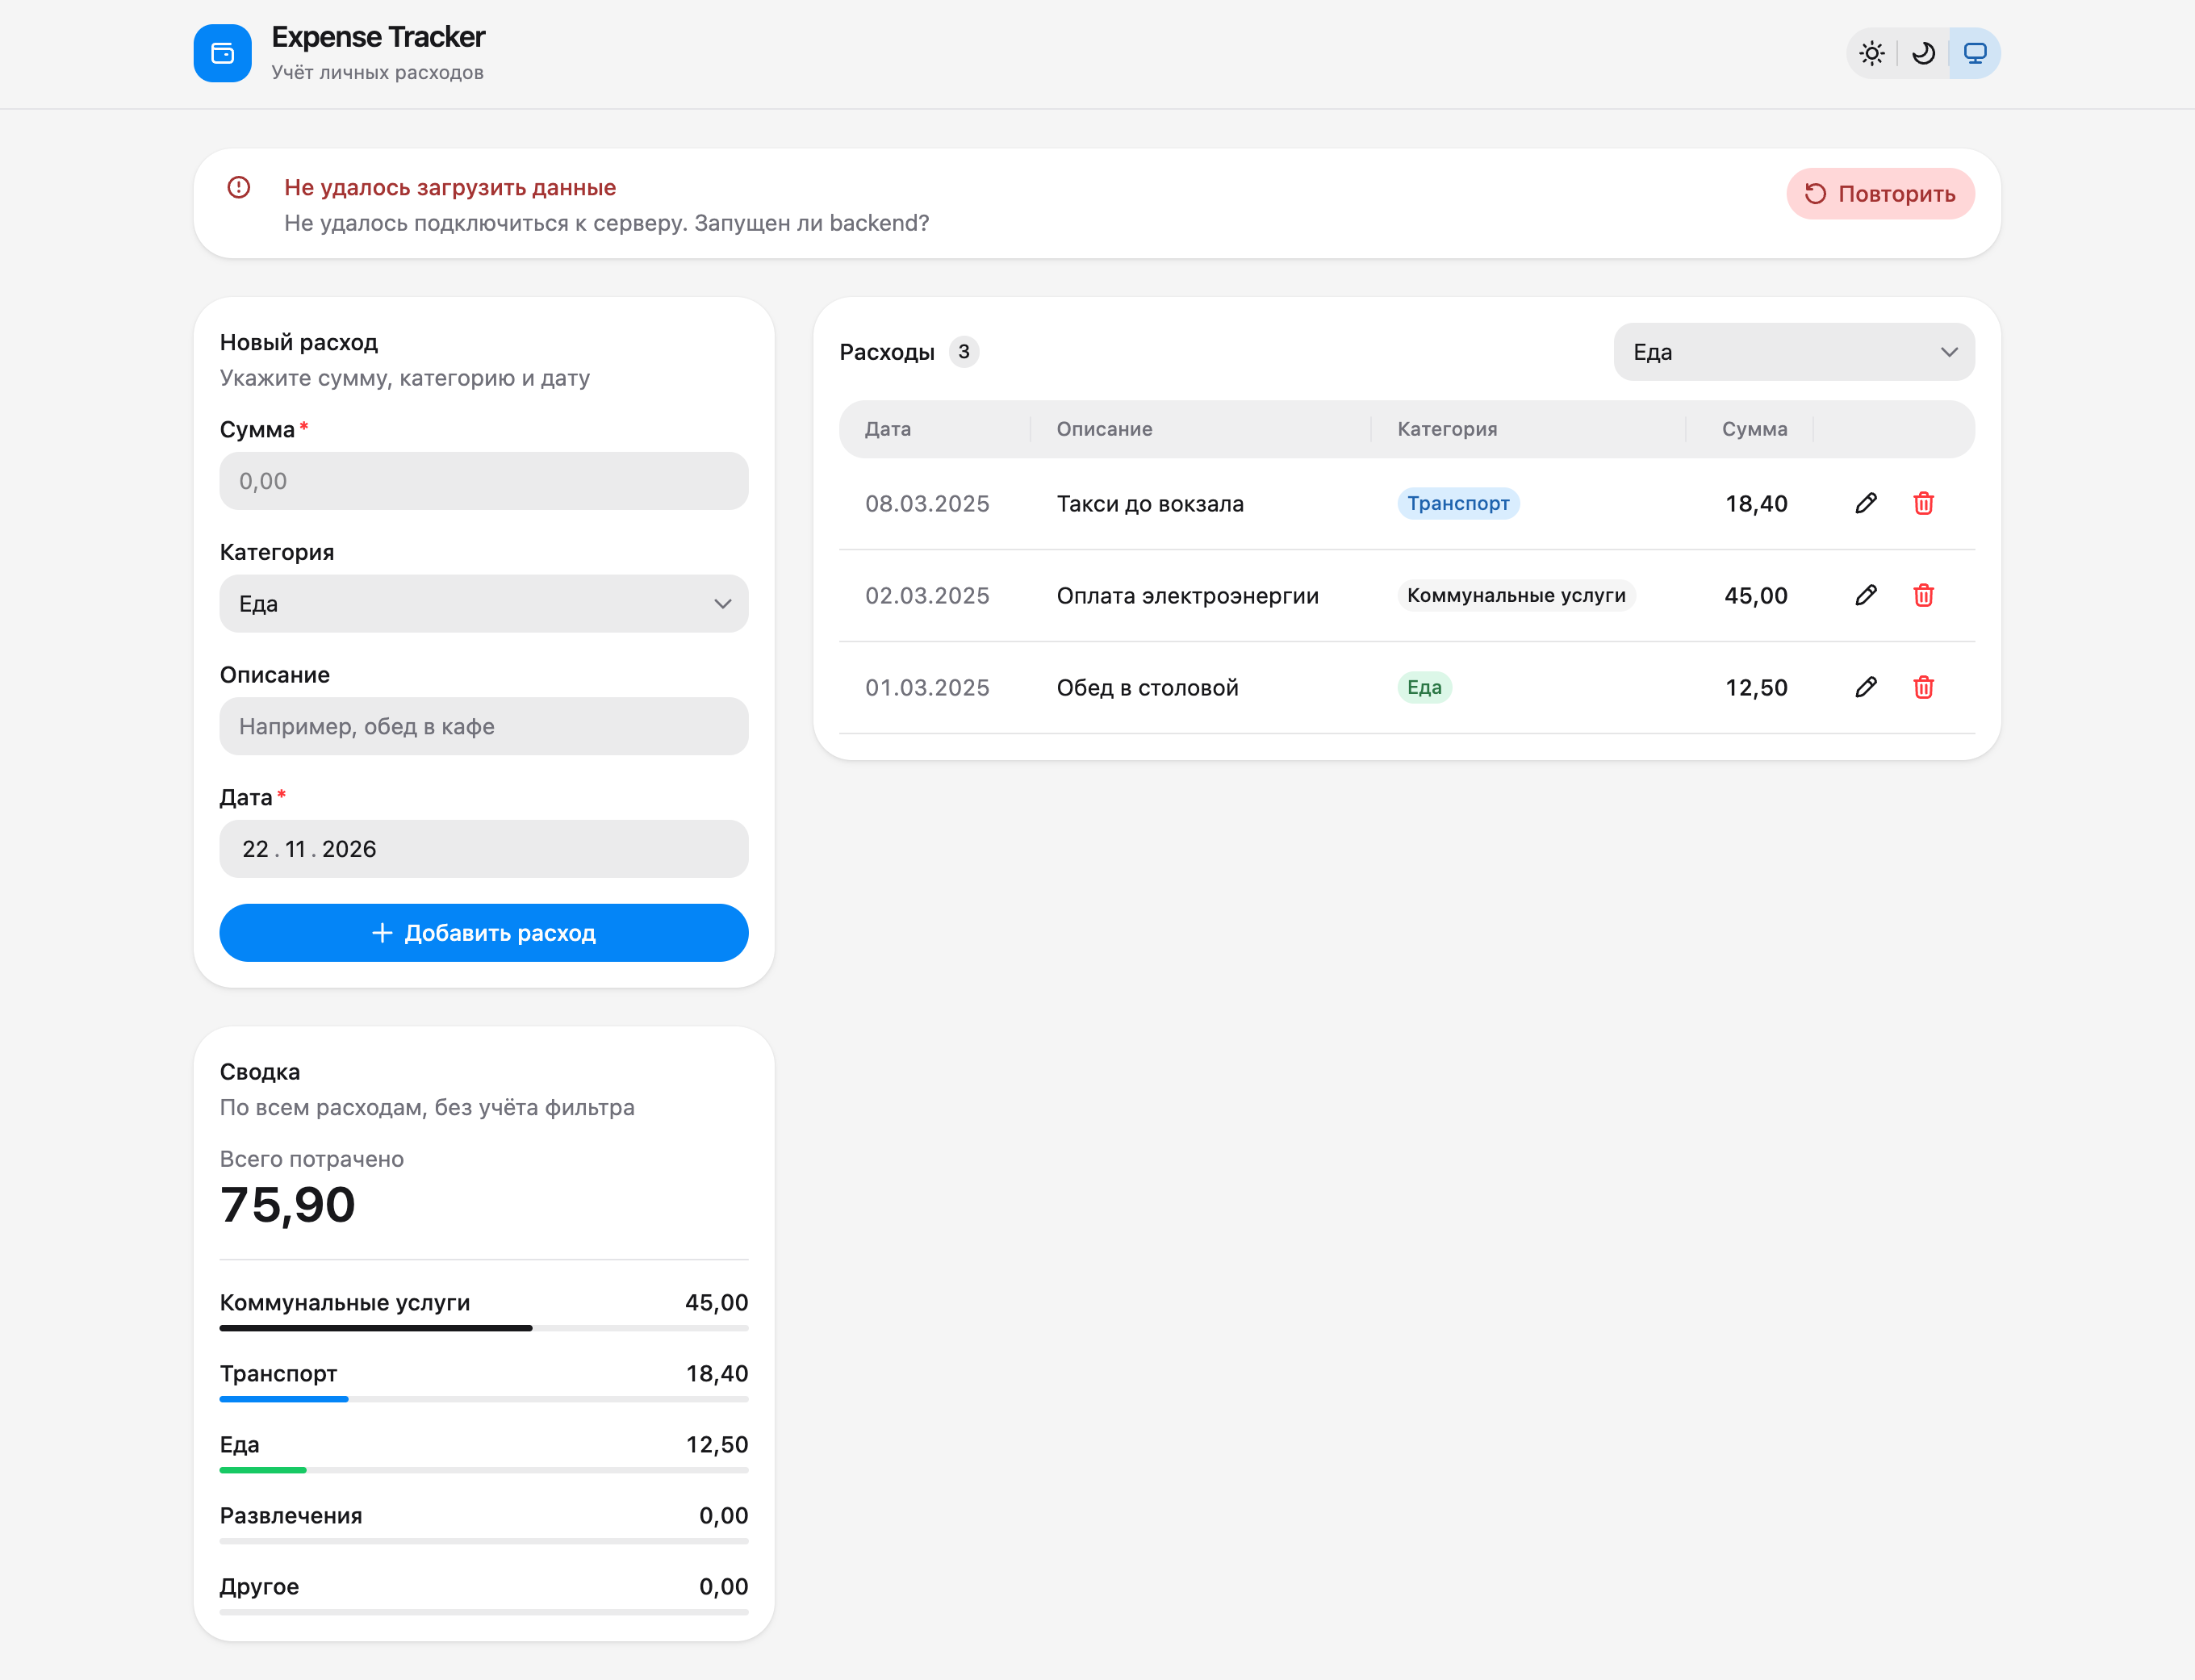 Expense Tracker
Учёт личных расходов
Не удалось загрузить данные
Не удалось подключиться к серверу. Запущен ли backend?
Повторить
Новый расход
Укажите сумму, категорию и дату
Сумма*
0,00
Категория
Еда
Описание
Например, обед в кафе
Дата*
22 . 11 . 2026
Добавить расход
Сводка
По всем расходам, без учёта фильтра
Всего потрачено
75,90
Коммунальные услуги 45,00
Транспорт 18,40
Еда 12,50
Развлечения 0,00
Другое 0,00
Расходы 3
Еда
Дата Описание Категория Сумма
08.03.2025 Такси до вокзала Транспорт 18,40
02.03.2025 Оплата электроэнергии Коммунальные услуги 45,00
01.03.2025 Обед в столовой Еда 12,50